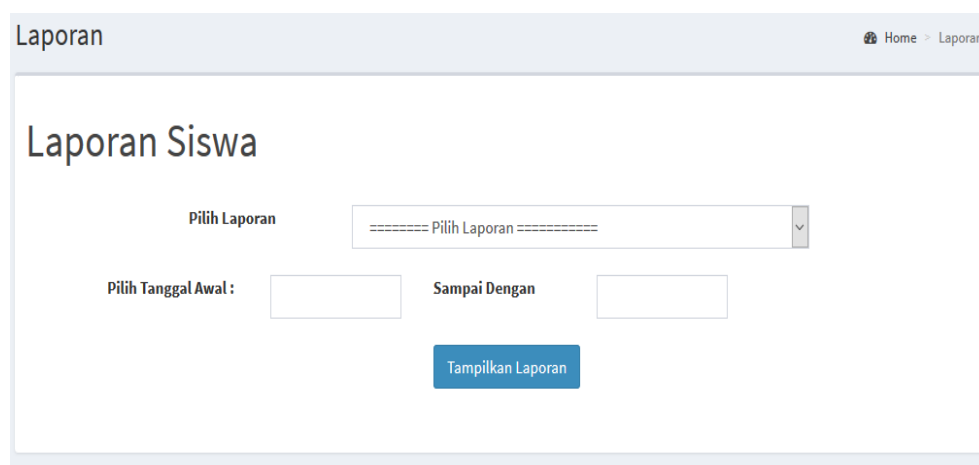 Laporan
Home > Laporan
Laporan Siswa
Pilih Laporan
======== Pilih Laporan ===========
Pilih Tanggal Awal :
Sampai Dengan
Tampilkan Laporan